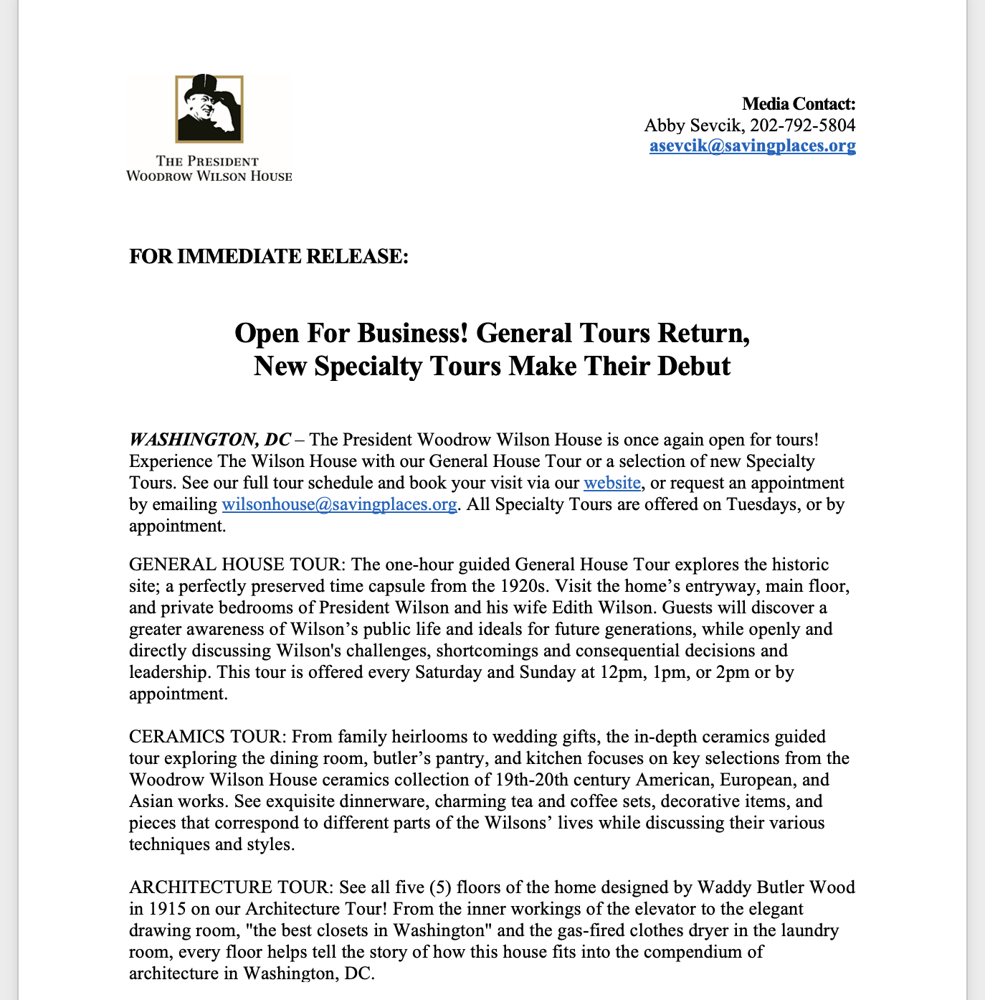 THE PRESIDENT
WOODROW WILSON HOUSE
Media Contact:
Abby Sevcik, 202-792-5804
asevcik@savingplaces.org
FOR IMMEDIATE RELEASE:
Open For Business! General Tours Return,
New Specialty Tours Make Their Debut
WASHINGTON, DC – The President Woodrow Wilson House is once again open for tours!
Experience The Wilson House with our General House Tour or a selection of new Specialty
Tours. See our full tour schedule and book your visit via our website, or request an appointment
by emailing wilsonhouse@savingplaces.org. All Specialty Tours are offered on Tuesdays, or by
appointment.
GENERAL HOUSE TOUR: The one-hour guided General House Tour explores the historic
site; a perfectly preserved time capsule from the 1920s. Visit the home’s entryway, main floor,
and private bedrooms of President Wilson and his wife Edith Wilson. Guests will discover a
greater awareness of Wilson’s public life and ideals for future generations, while openly and
directly discussing Wilson's challenges, shortcomings and consequential decisions and
leadership. This tour is offered every Saturday and Sunday at 12pm, 1pm, or 2pm or by
appointment.
CERAMICS TOUR: From family heirlooms to wedding gifts, the in-depth ceramics guided
tour exploring the dining room, butler’s pantry, and kitchen focuses on key selections from the
Woodrow Wilson House ceramics collection of 19th-20th century American, European, and
Asian works. See exquisite dinnerware, charming tea and coffee sets, decorative items, and
pieces that correspond to different parts of the Wilsons’ lives while discussing their various
techniques and styles.
ARCHITECTURE TOUR: See all five (5) floors of the home designed by Waddy Butler Wood
in 1915 on our Architecture Tour! From the inner workings of the elevator to the elegant
drawing room, "the best closets in Washington" and the gas-fired clothes dryer in the laundry
room, every floor helps tell the story of how this house fits into the compendium of
architecture in Washington, DC.